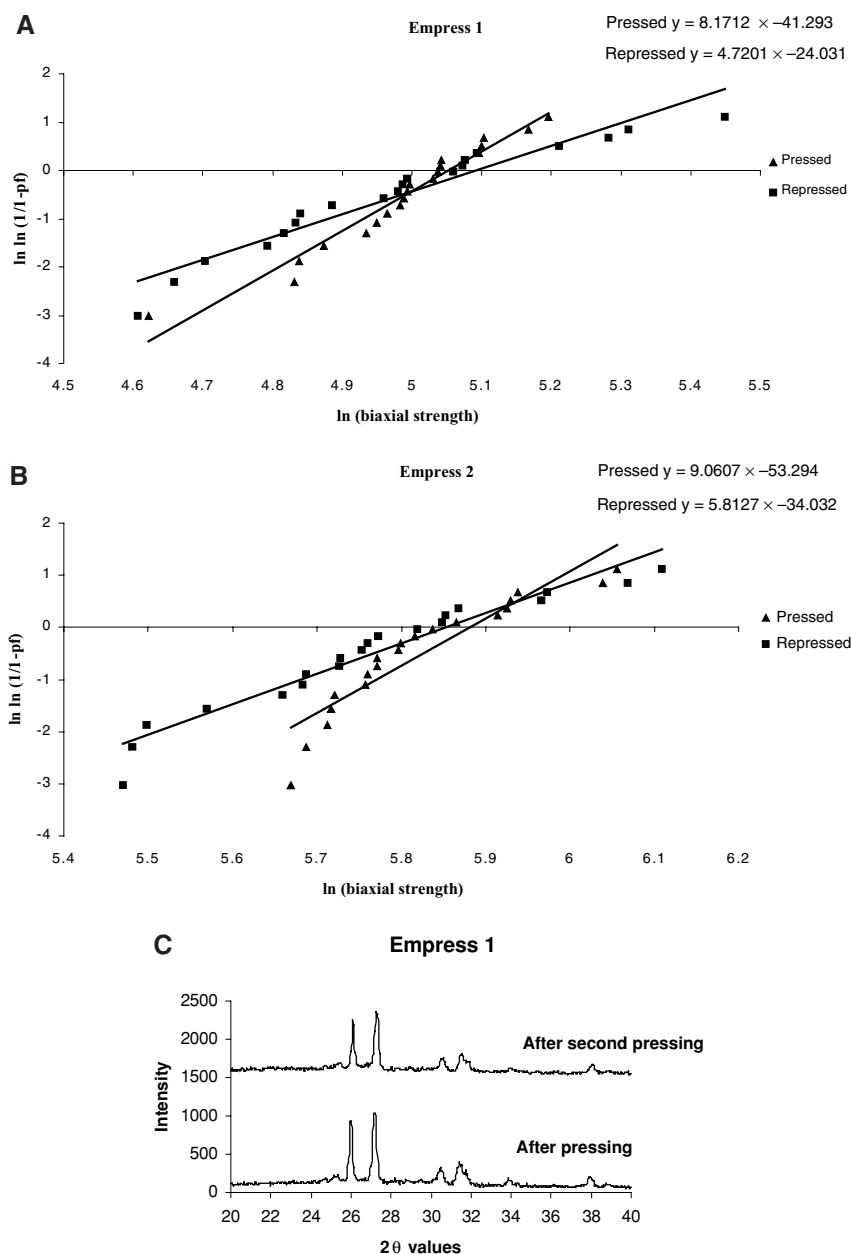 A
Empress 1
Pressed y = 8.1712 × −41.293
Repressed y = 4.7201 × −24.031
2
1
0
-1
-2
-3
-4
ln ln (1/1-pf)
4.5 4.6 4.7 4.8 4.9 5 5.1 5.2 5.3 5.4 5.5
ln (biaxial strength)
Pressed
Repressed
B
Empress 2
Pressed y = 9.0607 × −53.294
Repressed y = 5.8127 × −34.032
2
1
0
-1
-2
-3
-4
ln ln (1/1-pf)
5.4 5.5 5.6 5.7 5.8 5.9 6 6.1 6.2
ln (biaxial strength)
Pressed
Repressed
C
Empress 1
2500
2000
1500
1000
500
0
Intensity
After second pressing
After pressing
20 22 24 26 28 30 32 34 36 38 40
2θ values